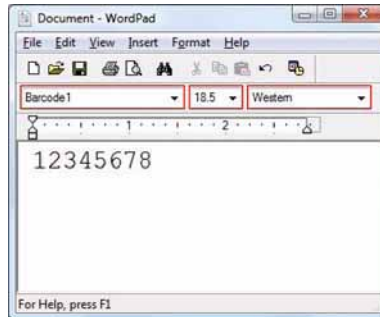 Document - WordPad
File Edit View Insert Format Help
Barcode1 18.5 Western
1 2
12345678
For Help, press F1